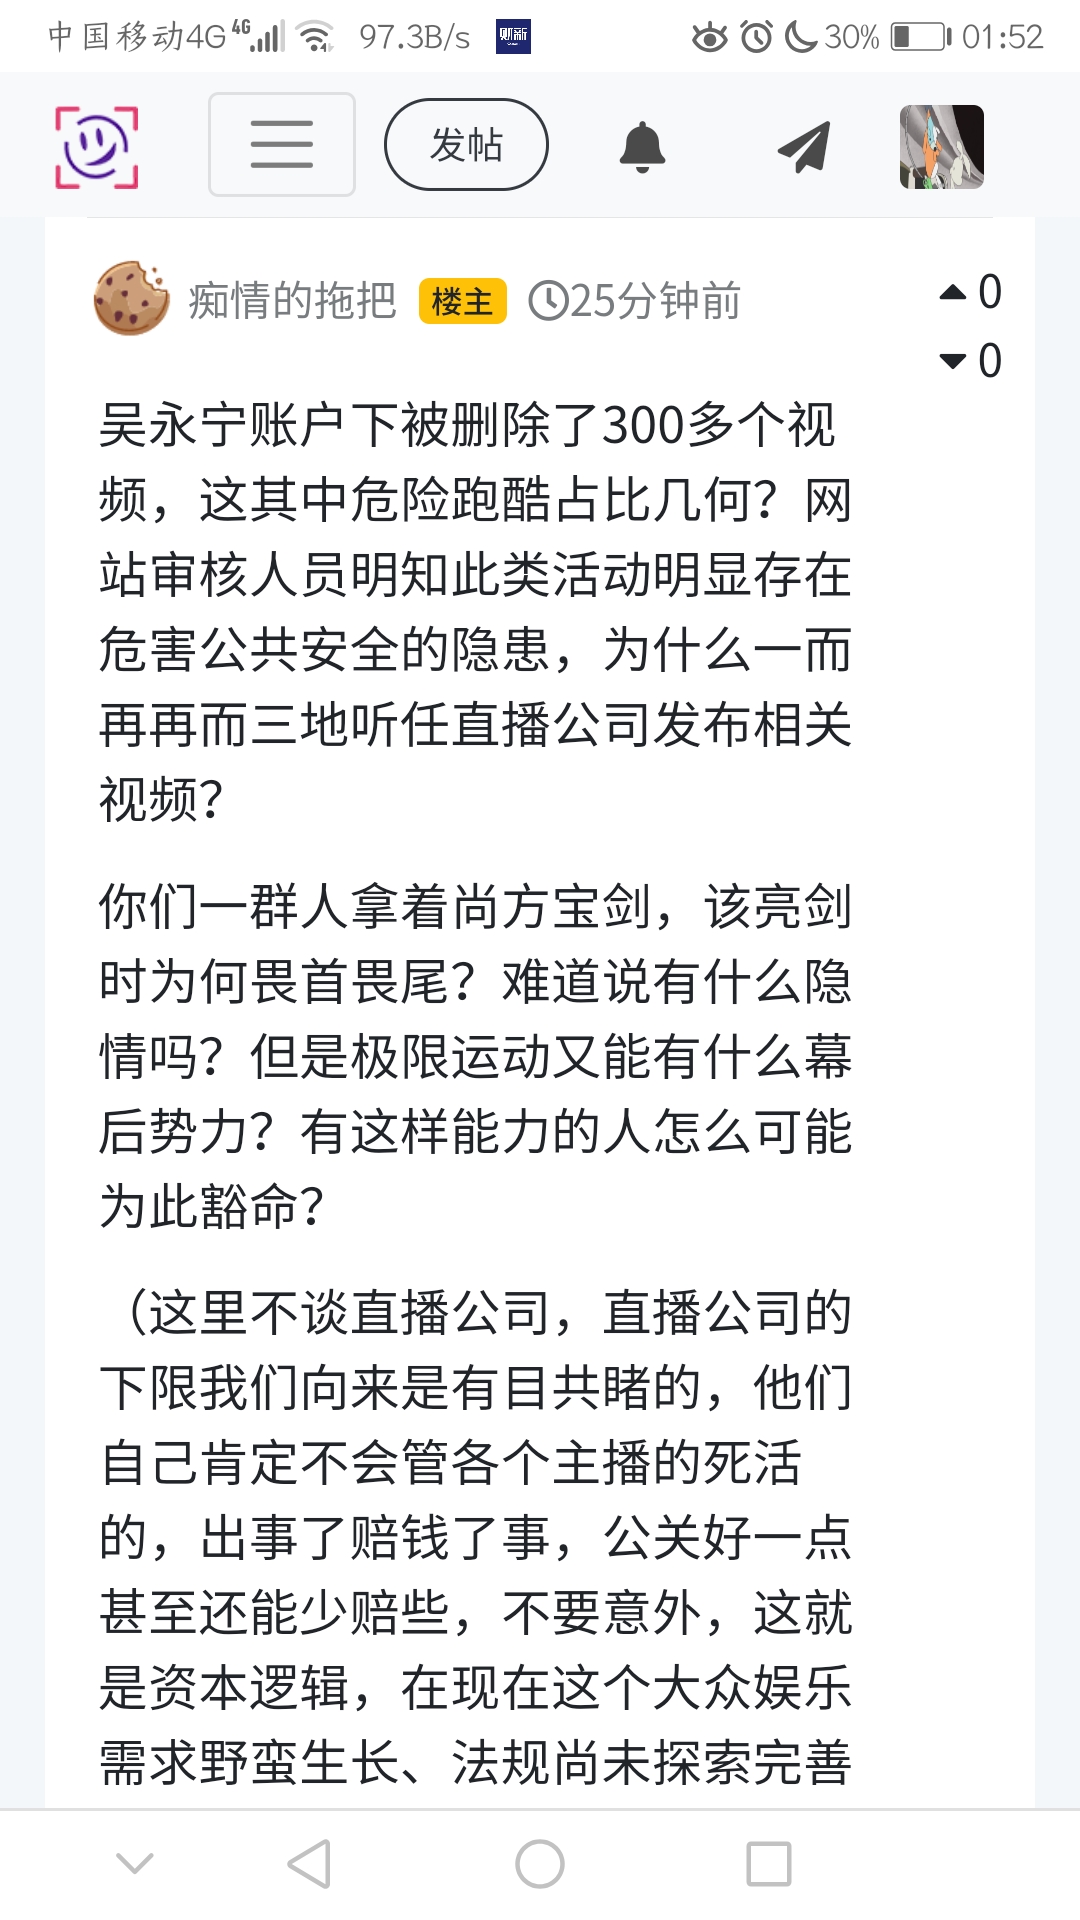 中国移动4G 4G 97.3B/s 财新 30% 01:52
发帖
痴情的拖把 楼主 25分钟前 0
0
吴永宁账户下被删除了300多个视
频，这其中危险跑酷占比几何？网
站审核人员明知此类活动明显存在
危害公共安全的隐患，为什么一而
再再而三地听任直播公司发布相关
视频？
你们一群人拿着尚方宝剑，该亮剑
时为何畏首畏尾？难道说有什么隐
情吗？但是极限运动又能有什么幕
后势力？有这样能力的人怎么可能
为此豁命？
（这里不谈直播公司，直播公司的
下限我们向来是有目共睹的，他们
自己肯定不会管各个主播的死活
的，出事了赔钱了事，公关好一点
甚至还能少赔些，不要意外，这就
是资本逻辑，在现在这个大众娱乐
需求野蛮生长、法规尚未探索完善